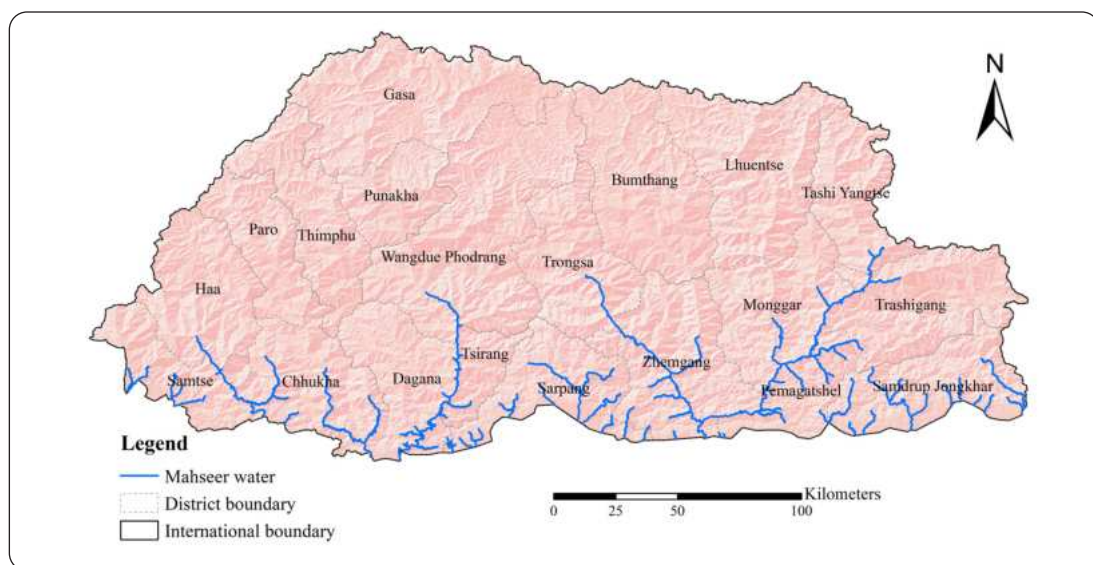 N
Gasa
Lhuentse
Bumthang
Tashi Yangtse
Punakha
Paro
Thimphu
Wangdue Phodrang
Trongsa
Haa
Monggar
Trashigang
Tsirang
Zhemgang
Samtse
Chhukha
Dagana
Sarpang
Pemagatshel
Samdrup Jongkhar
Legend
Mahseer water
District boundary
International boundary
Kilometers
0 25 50 100